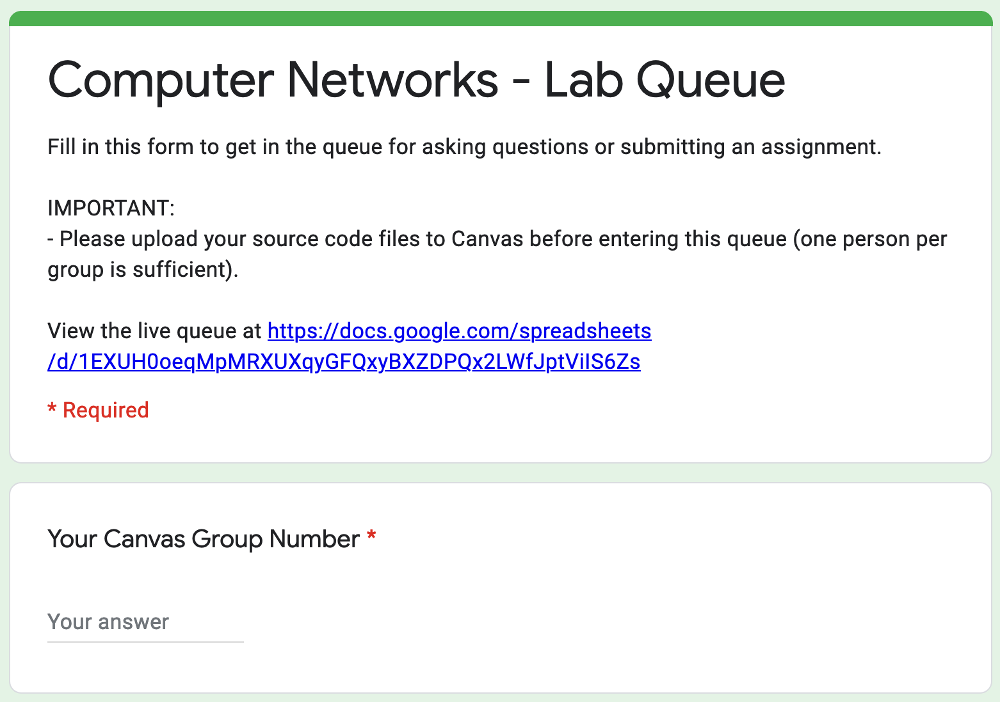 Computer Networks - Lab Queue
Fill in this form to get in the queue for asking questions or submitting an assignment.
IMPORTANT:
- Please upload your source code files to Canvas before entering this queue (one person per
group is sufficient).
View the live queue at https://docs.google.com/spreadsheets
/d/1EXUH0oeqMpMRXUXqyGFQxyBXZDPQx2LWfJptViIS6Zs
* Required
Your Canvas Group Number *
Your answer